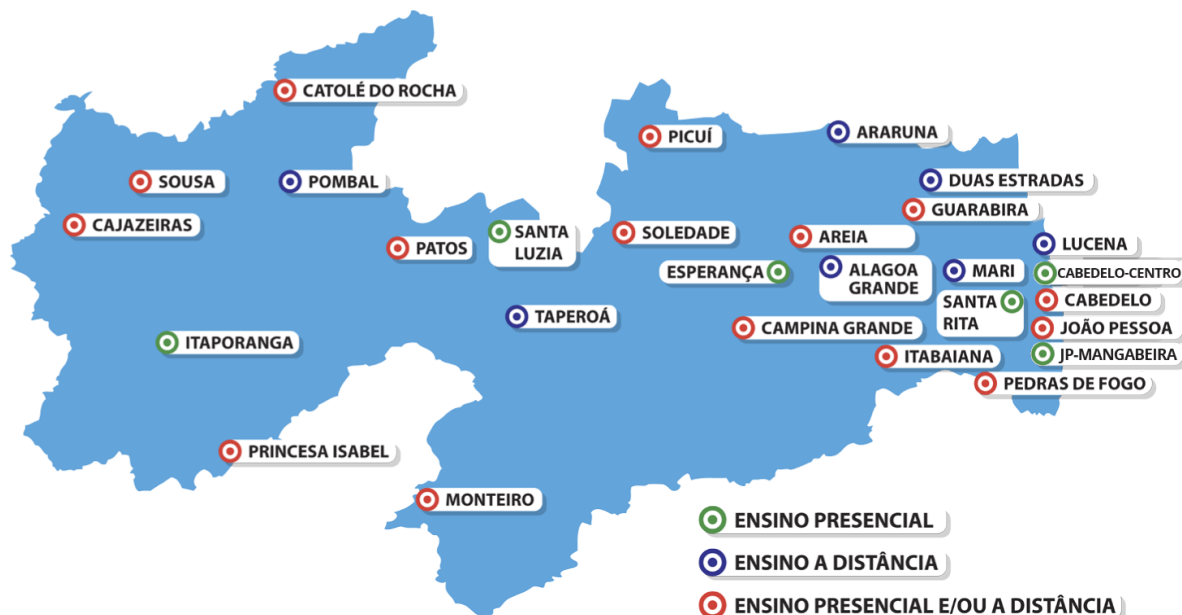 CATOLÉ DO ROCHA
PICUÍ
ARARUNA
SOUSA
POMBAL
DUAS ESTRADAS
GUARABIRA
CAJAZEIRAS
PATOS
SANTA
LUZIA
SOLEDADE
AREIA
LUCENA
ESPERANÇA
ALAGOA
GRANDE
MARI
CABEDELO-CENTRO
SANTA
RITA
CABEDELO
TAPEROÁ
CAMPINA GRANDE
JOÃO PESSOA
ITAPORANGA
ITABAIANA
JP-MANGABEIRA
PEDRAS DE FOGO
PRINCESA ISABEL
MONTEIRO
ENSINO PRESENCIAL
ENSINO A DISTÂNCIA
ENSINO PRESENCIAL E/OU A DISTÂNCIA